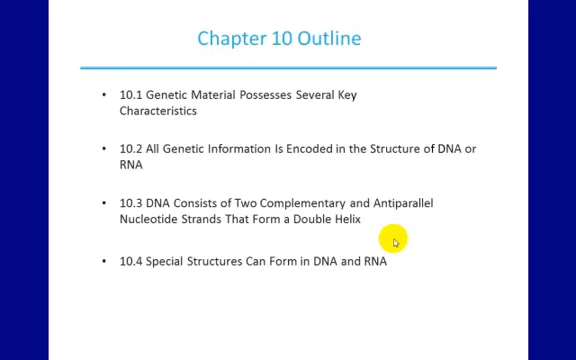 Chapter 10 Outline
• 10.1 Genetic Material Possesses Several Key
Characteristics
• 10.2 All Genetic Information Is Encoded in the Structure of DNA or
RNA
• 10.3 DNA Consists of Two Complementary and Antiparallel
Nucleotide Strands That Form a Double Helix
• 10.4 Special Structures Can Form in DNA and RNA